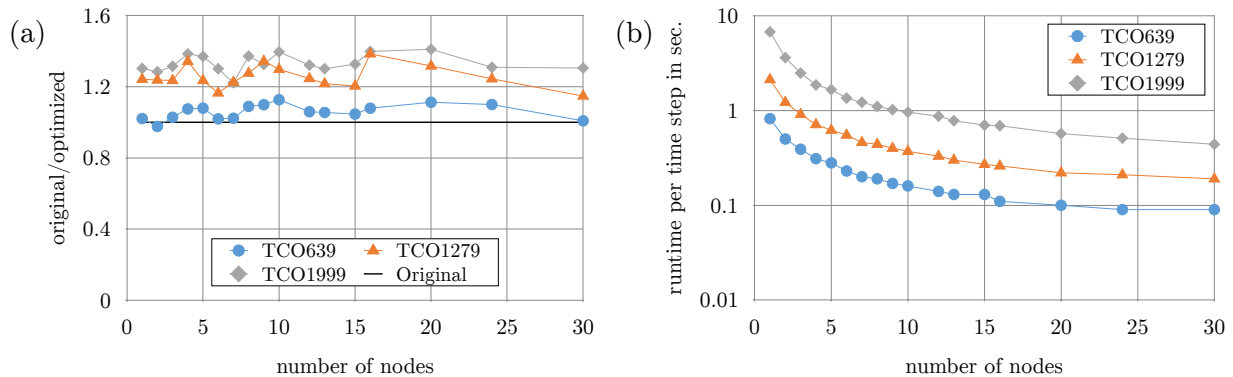 (a)
original/optimized
1.6
1.2
0.8
0.4
0
TCO639
TCO1279
TCO1999
Original
0 5 10 15 20 25 30
number of nodes
(b)
runtime per time step in sec.
10
1
0.1
0.01
TCO639
TCO1279
TCO1999
0 5 10 15 20 25 30
number of nodes